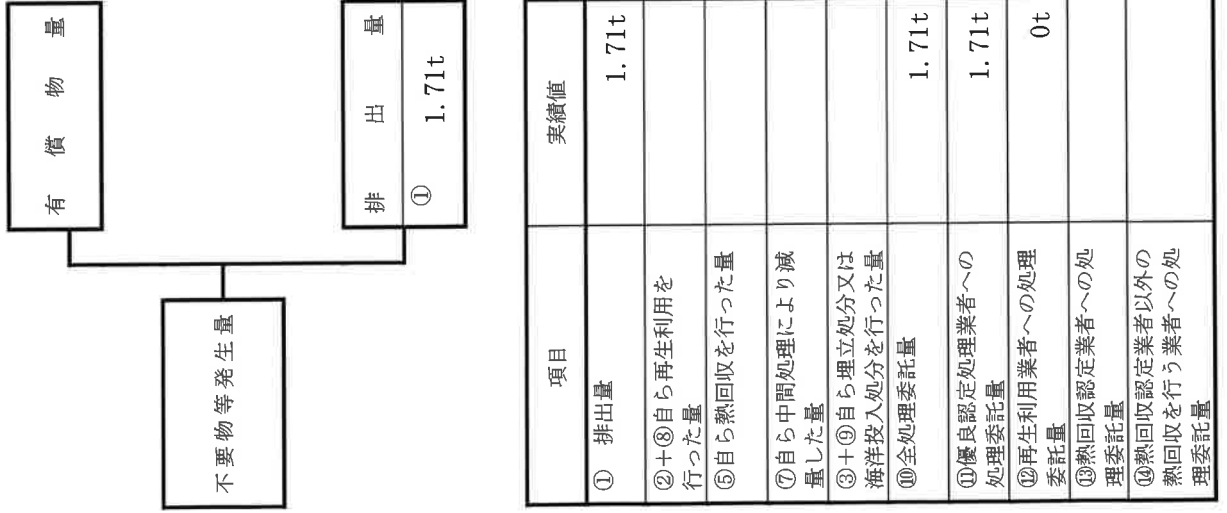 有償物量
不要物等発生量
排出量
① 1.71t
項目 実績値
① 排出量 1.71t
②+⑧自ら再生利用を
行った量
⑤自ら熱回収を行った量
⑦自ら中間処理により減
量した量
③+⑨自ら埋立処分又は
海洋投入処分を行った量
⑩全処理委託量 1.71t
⑪優良認定処理業者への
処理委託量 1.71t
⑫再生利用業者への処理
委託量 0t
⑬熱回収認定業者への処
理委託量
⑭熱回収認定業者以外の
熱回収を行う業者への処
理委託量